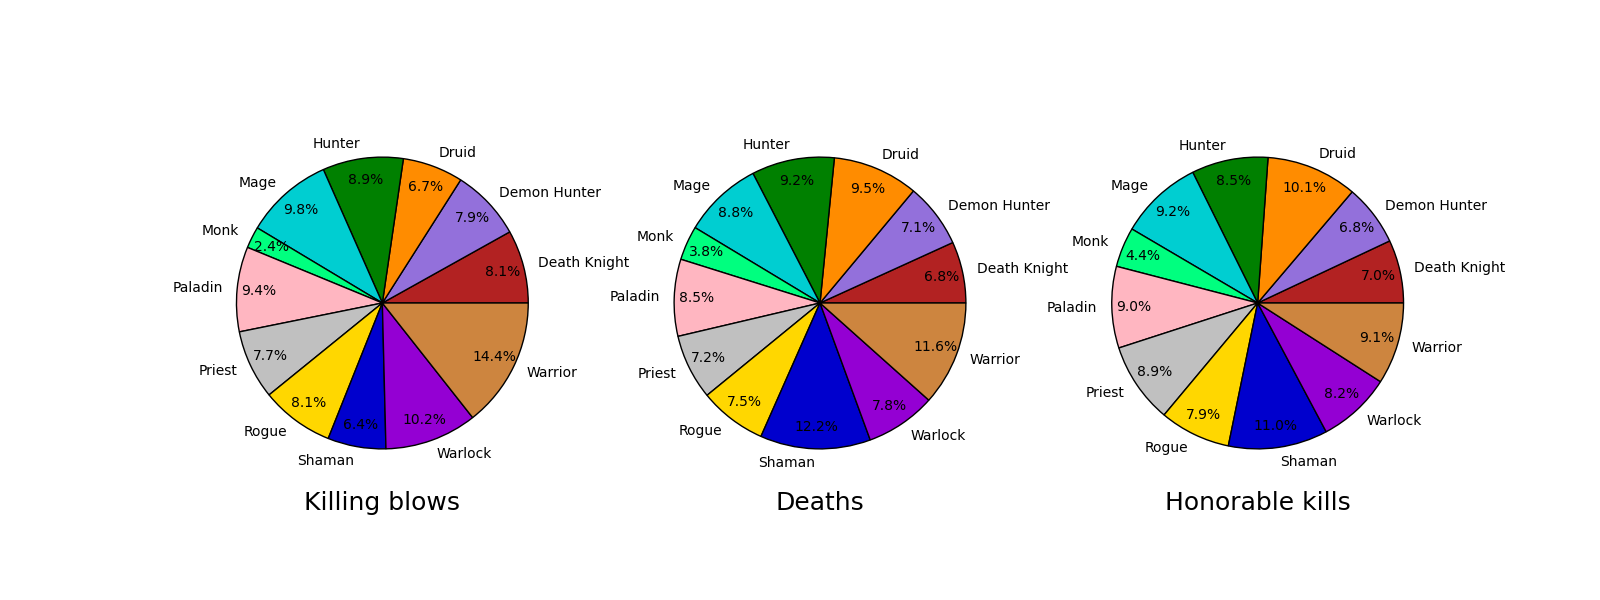 Hunter
Druid
8.9%
6.7%
Mage
Demon Hunter
9.8%
7.9%
Monk
2.4%
Death Knight
8.1%
Paladin
9.4%
7.7%
14.4%
Priest
Warrior
8.1%
6.4%
10.2%
Rogue
Shaman
Warlock
Killing blows
Hunter
Druid
9.2%
9.5%
Mage
Demon Hunter
8.8%
7.1%
Monk
3.8%
Death Knight
6.8%
Paladin
8.5%
7.2%
11.6%
Priest
Warrior
7.5%
7.8%
12.2%
Rogue
Warlock
Shaman
Deaths
Hunter
Druid
8.5%
10.1%
Mage
Demon Hunter
9.2%
6.8%
Monk
4.4%
Death Knight
7.0%
Paladin
9.0%
9.1%
Warrior
8.9%
Priest
8.2%
7.9%
11.0%
Warlock
Rogue
Shaman
Honorable kills